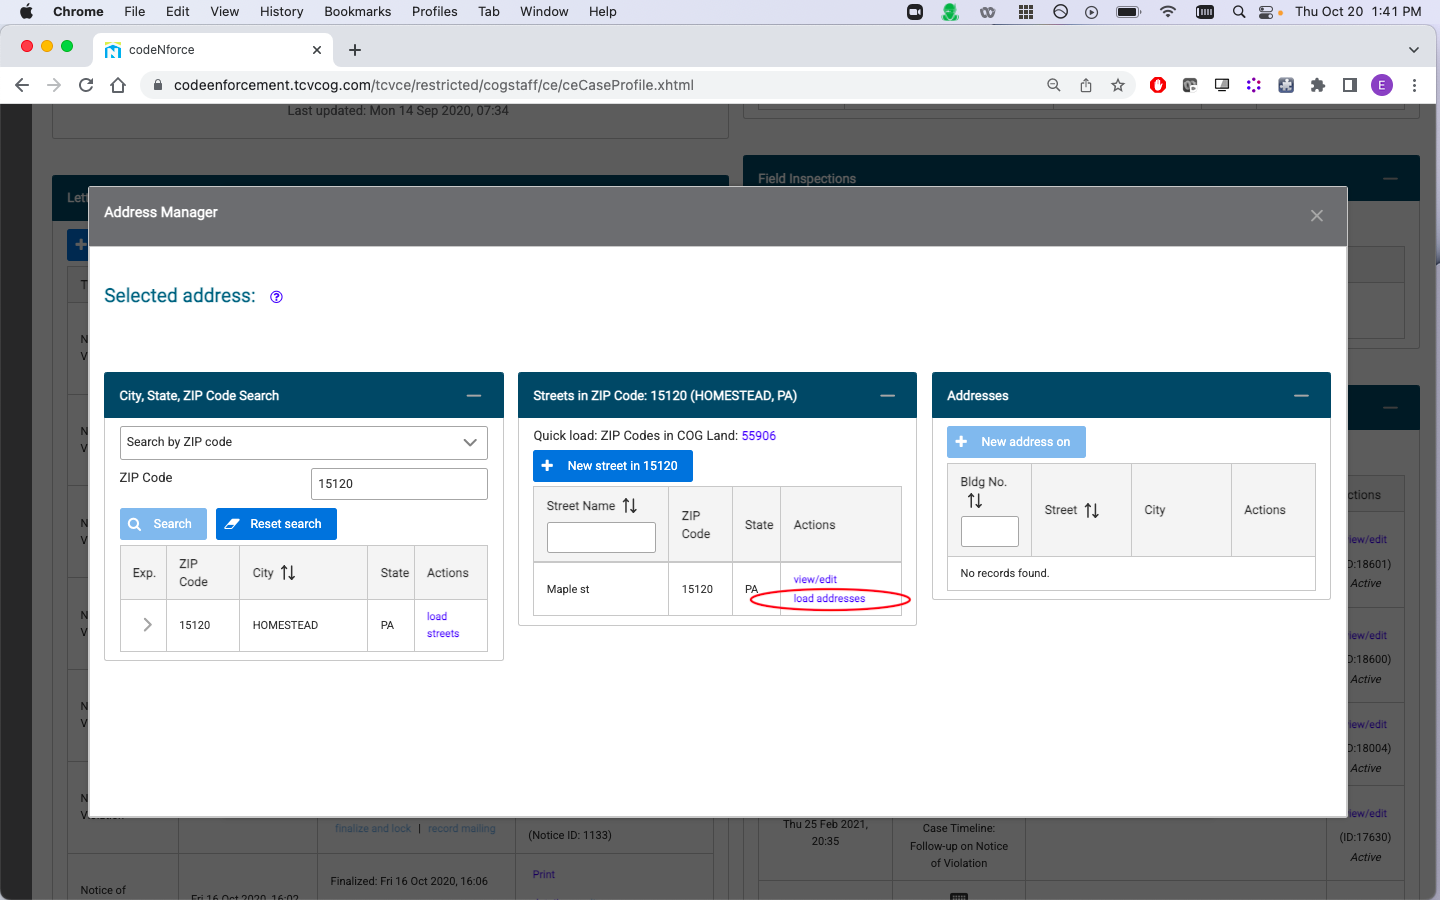 Chrome File Edit View History Bookmarks Profiles Tab Window Help Thu Oct 20 1:41 PM
codeNforce
codeenforcement.tcvcog.com/tcvce/restricted/cogstaff/ce/ceCaseProfile.xhtml
E
Last updated: Mon 14 Sep 2020, 07:34
Field Inspections
Address Manager
Selected address:
City, State, ZIP Code Search
Search by ZIP code
ZIP Code
15120
Search
Reset search
Exp.
ZIP
Code
City
State
Actions
15120
HOMESTEAD
PA
load
streets
Streets in ZIP Code: 15120 (HOMESTEAD, PA)
Quick load: ZIP Codes in COG Land: 55906
New street in 15120
Street Name
ZIP
Code
State
Actions
Maple st
15120
PA
view/edit
load addresses
Addresses
New address on
Bldg No.
Street
City
Actions
No records found.
ctions
iew/edit
D:18601)
Active
iew/edit
D:18600)
Active
iew/edit
D:18004)
Active
iew/edit
(ID:17630)
Active
finalize and lock | record mailing
(Notice ID: 1133)
Finalized: Fri 16 Oct 2020, 16:06
Print
Notice of
Fri 16 Oct 2020, 16:02
Thu 25 Feb 2021,
20:35
Case Timeline:
Follow-up on Notice
of Violation